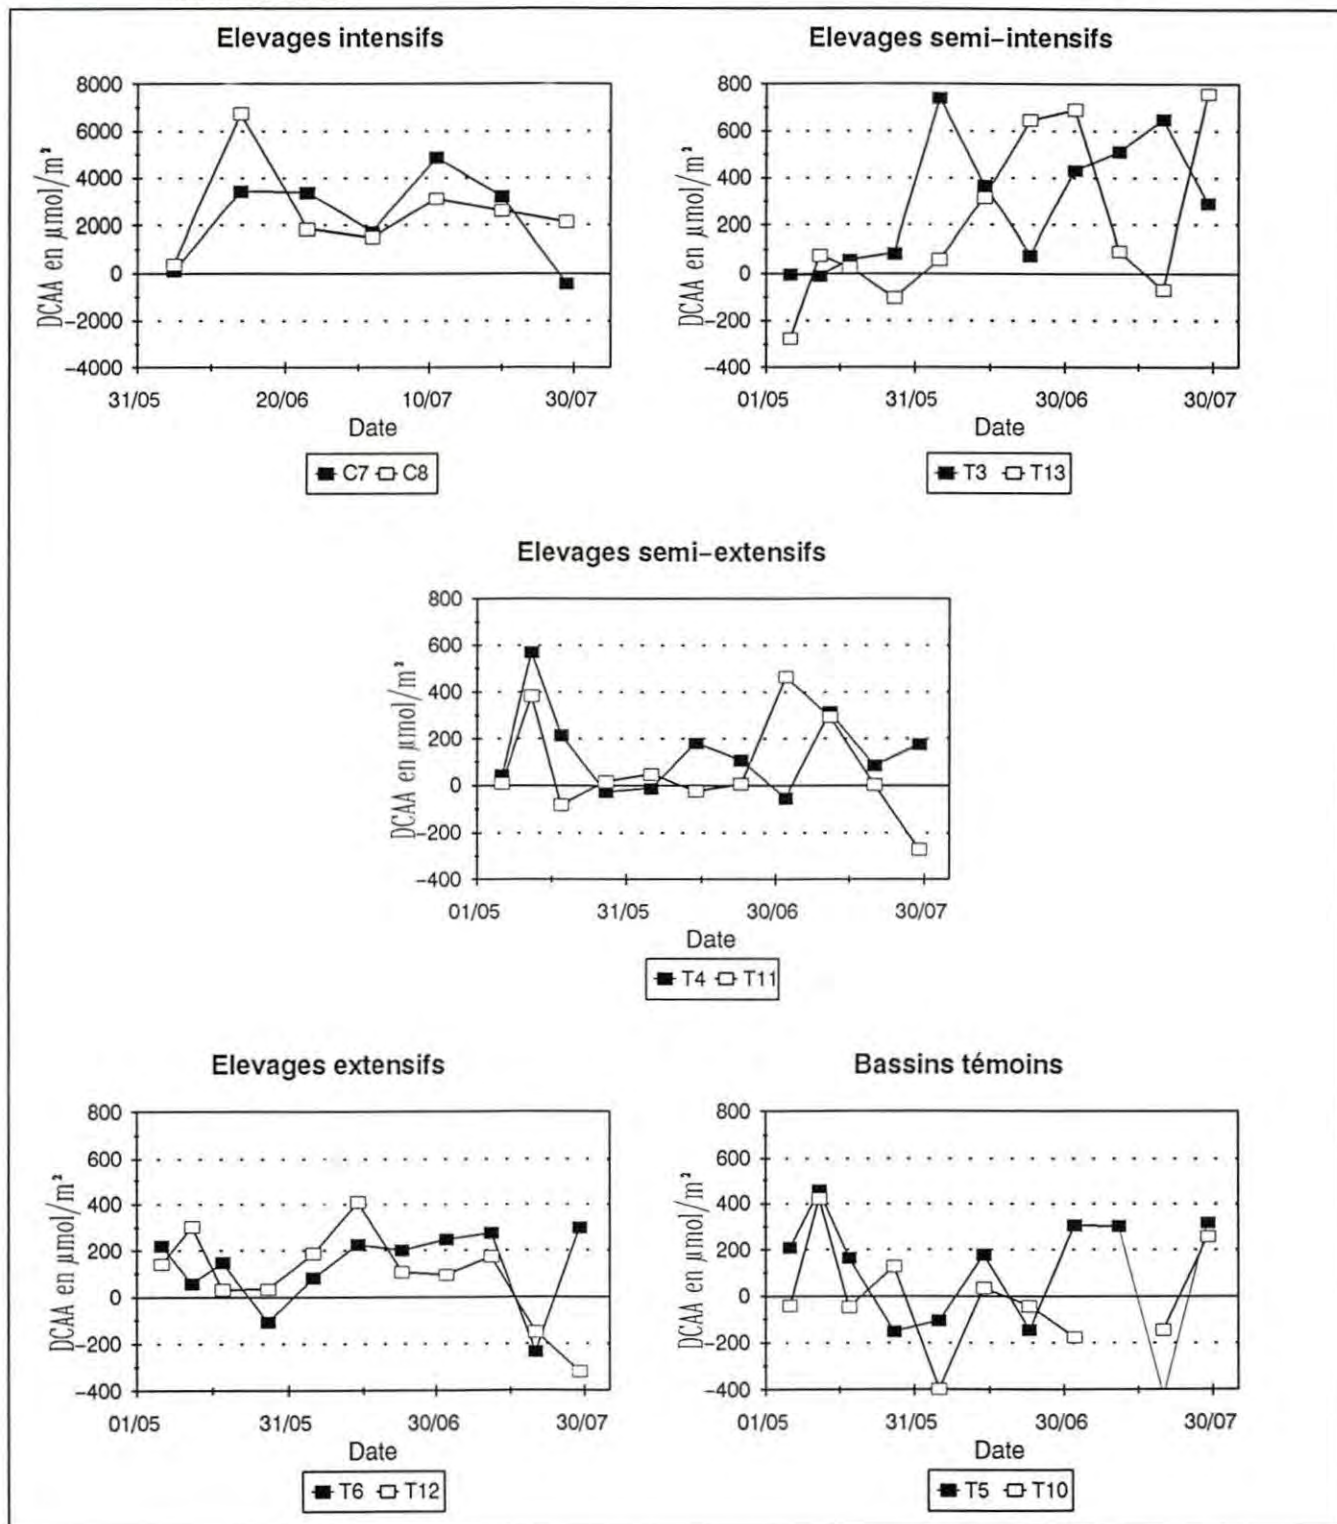 Elevages intensifs
8000
6000
4000
2000
0
−2000
−4000
DCAA en µmol/m²
31/05 20/06 10/07 30/07
Date
C7 C8
Elevages semi−intensifs
800
600
400
200
0
−200
−400
DCAA en µmol/m²
01/05 31/05 30/06 30/07
Date
T3 T13
Elevages semi−extensifs
800
600
400
200
0
−200
−400
DCAA en µmol/m²
01/05 31/05 30/06 30/07
Date
T4 T11
Elevages extensifs
800
600
400
200
0
−200
−400
DCAA en µmol/m²
01/05 31/05 30/06 30/07
Date
T6 T12
Bassins témoins
800
600
400
200
0
−200
−400
DCAA en µmol/m²
01/05 31/05 30/06 30/07
Date
T5 T10